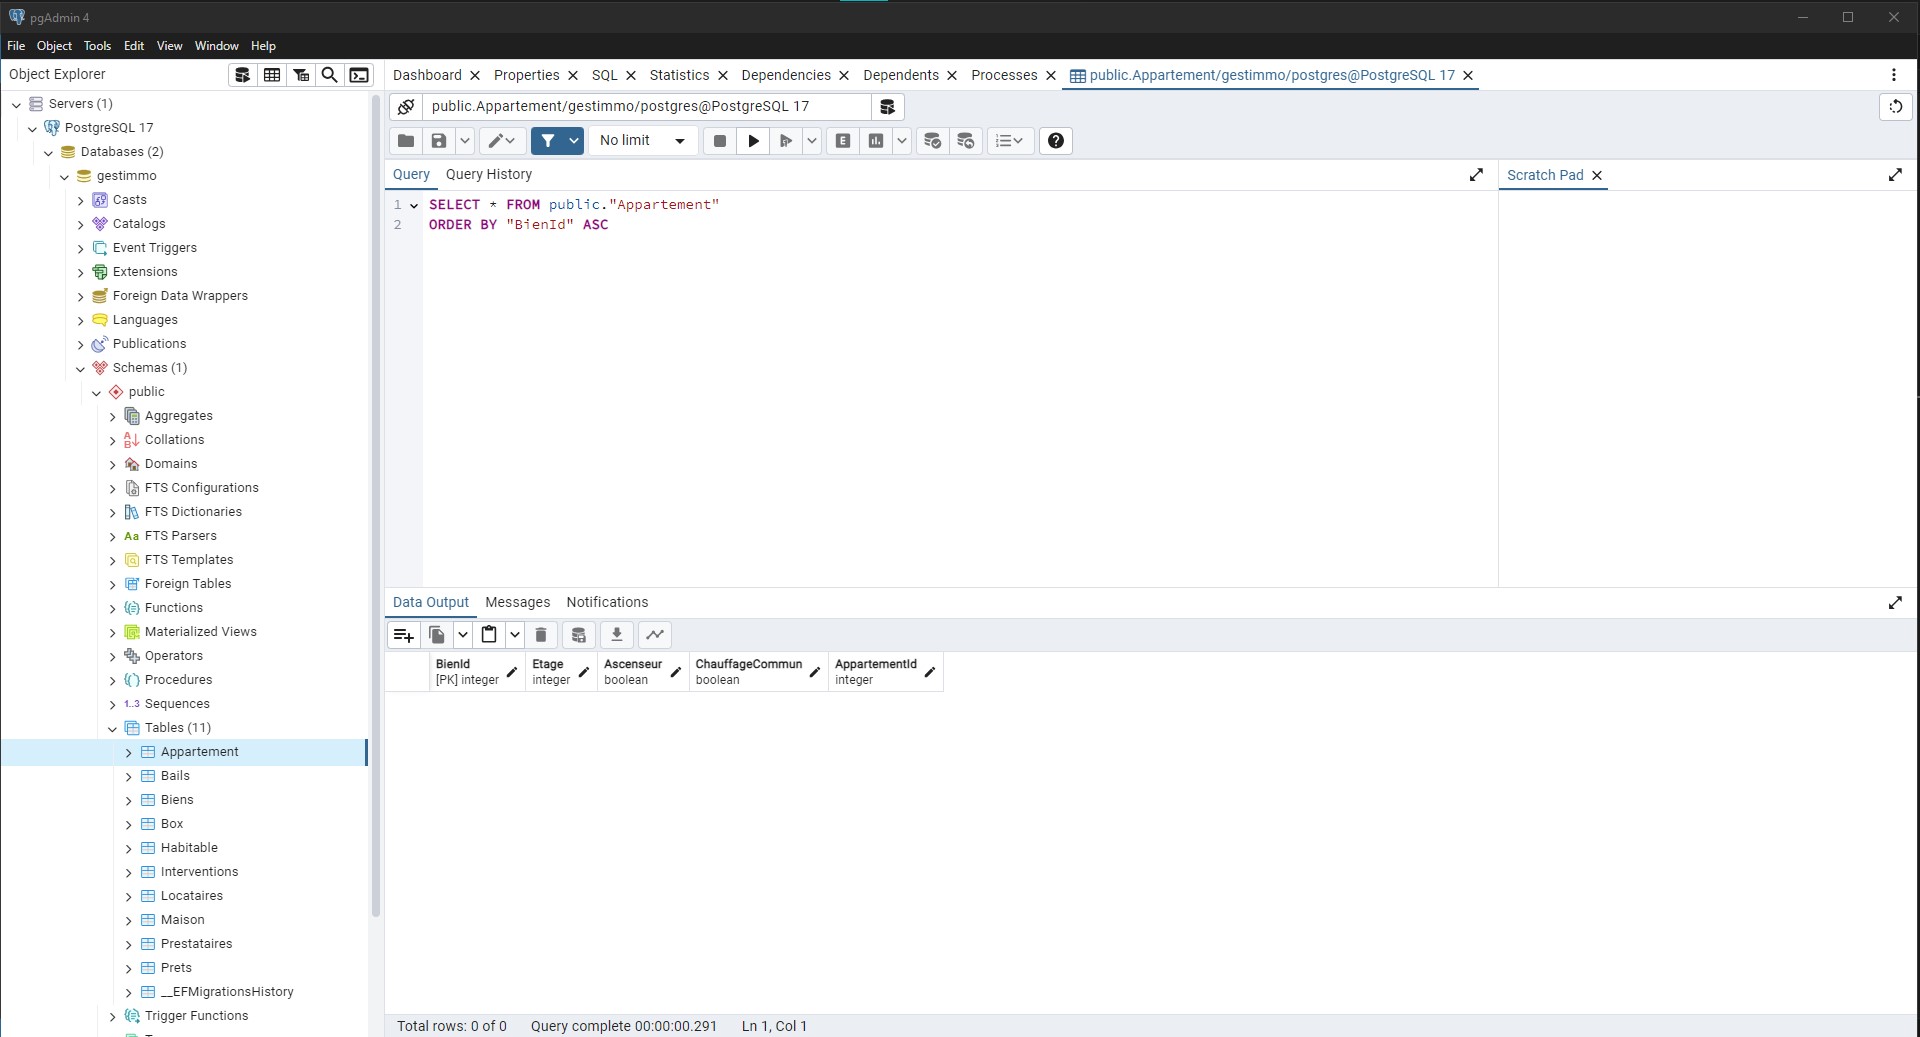 pgAdmin 4
File Object Tools Edit View Window Help
Object Explorer
Dashboard Properties SQL Statistics Dependencies Dependents Processes public.Appartement/gestimmo/postgres@PostgreSQL 17
public.Appartement/gestimmo/postgres@PostgreSQL 17
No limit
E
Query Query History
Scratch Pad
1 SELECT * FROM public."Appartement"
2 ORDER BY "BienId" ASC
Servers (1)
PostgreSQL 17
Databases (2)
gestimmo
Casts
Catalogs
Event Triggers
Extensions
Foreign Data Wrappers
Languages
Publications
Schemas (1)
public
Aggregates
Collations
Domains
FTS Configurations
FTS Dictionaries
Aa FTS Parsers
FTS Templates
Foreign Tables
Functions
Materialized Views
Operators
Procedures
1..3 Sequences
Tables (11)
Appartement
Bails
Biens
Box
Habitable
Interventions
Locataires
Maison
Prestataires
Prets
__EFMigrationsHistory
Trigger Functions
Data Output Messages Notifications
BienId Etage Ascenseur ChauffageCommun AppartementId
[PK] integer integer boolean boolean integer
Total rows: 0 of 0 Query complete 00:00:00.291 Ln 1, Col 1